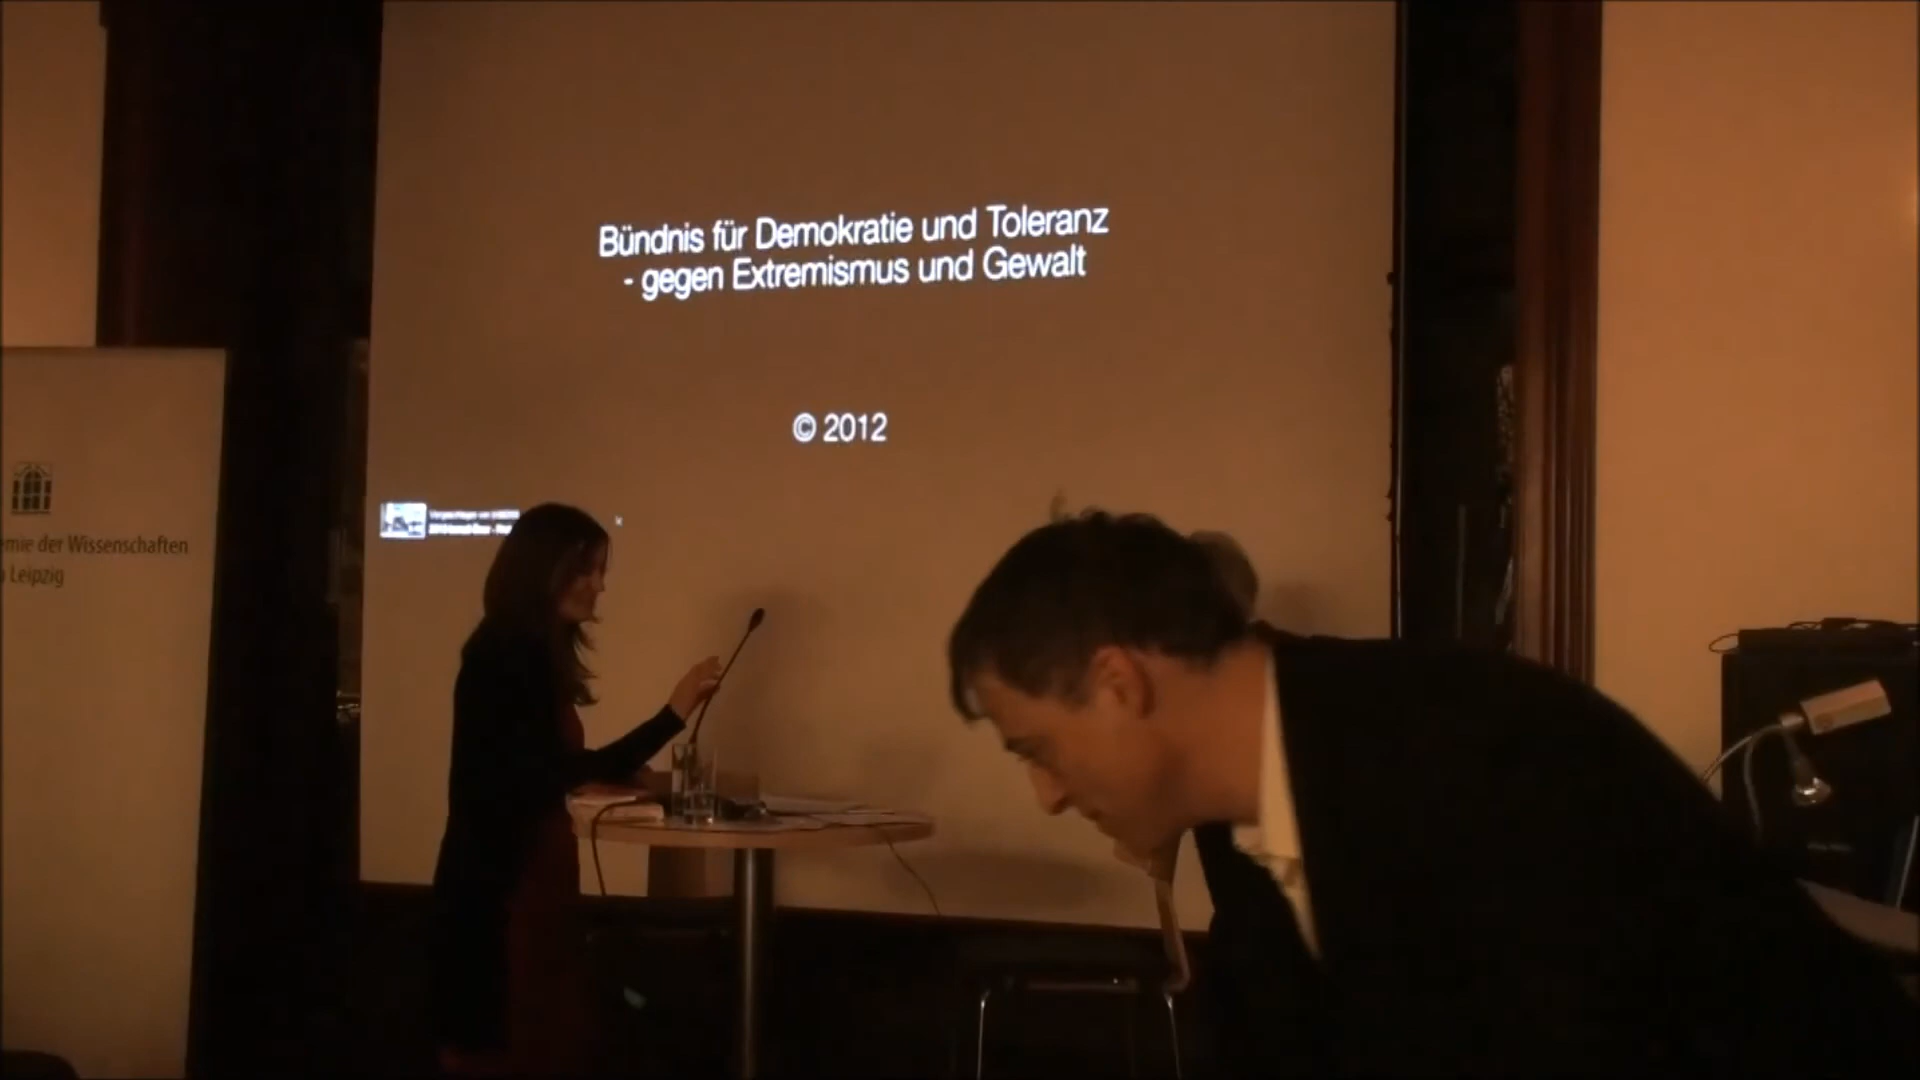 Bündnis für Demokratie und Toleranz
- gegen Extremismus und Gewalt
© 2012
emie der Wissenschaften
Leipzig